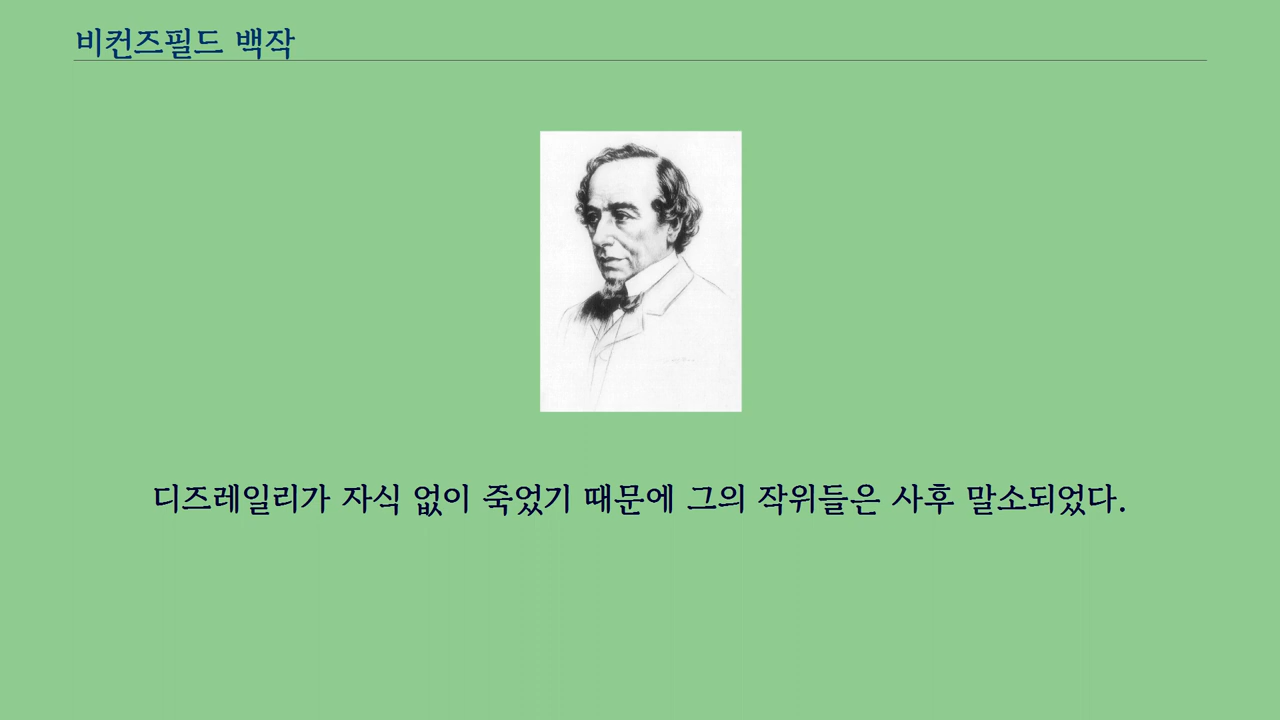 비컨즈필드 백작
디즈레일리가 자식 없이 죽었기 때문에 그의 작위들은 사후 말소되었다.